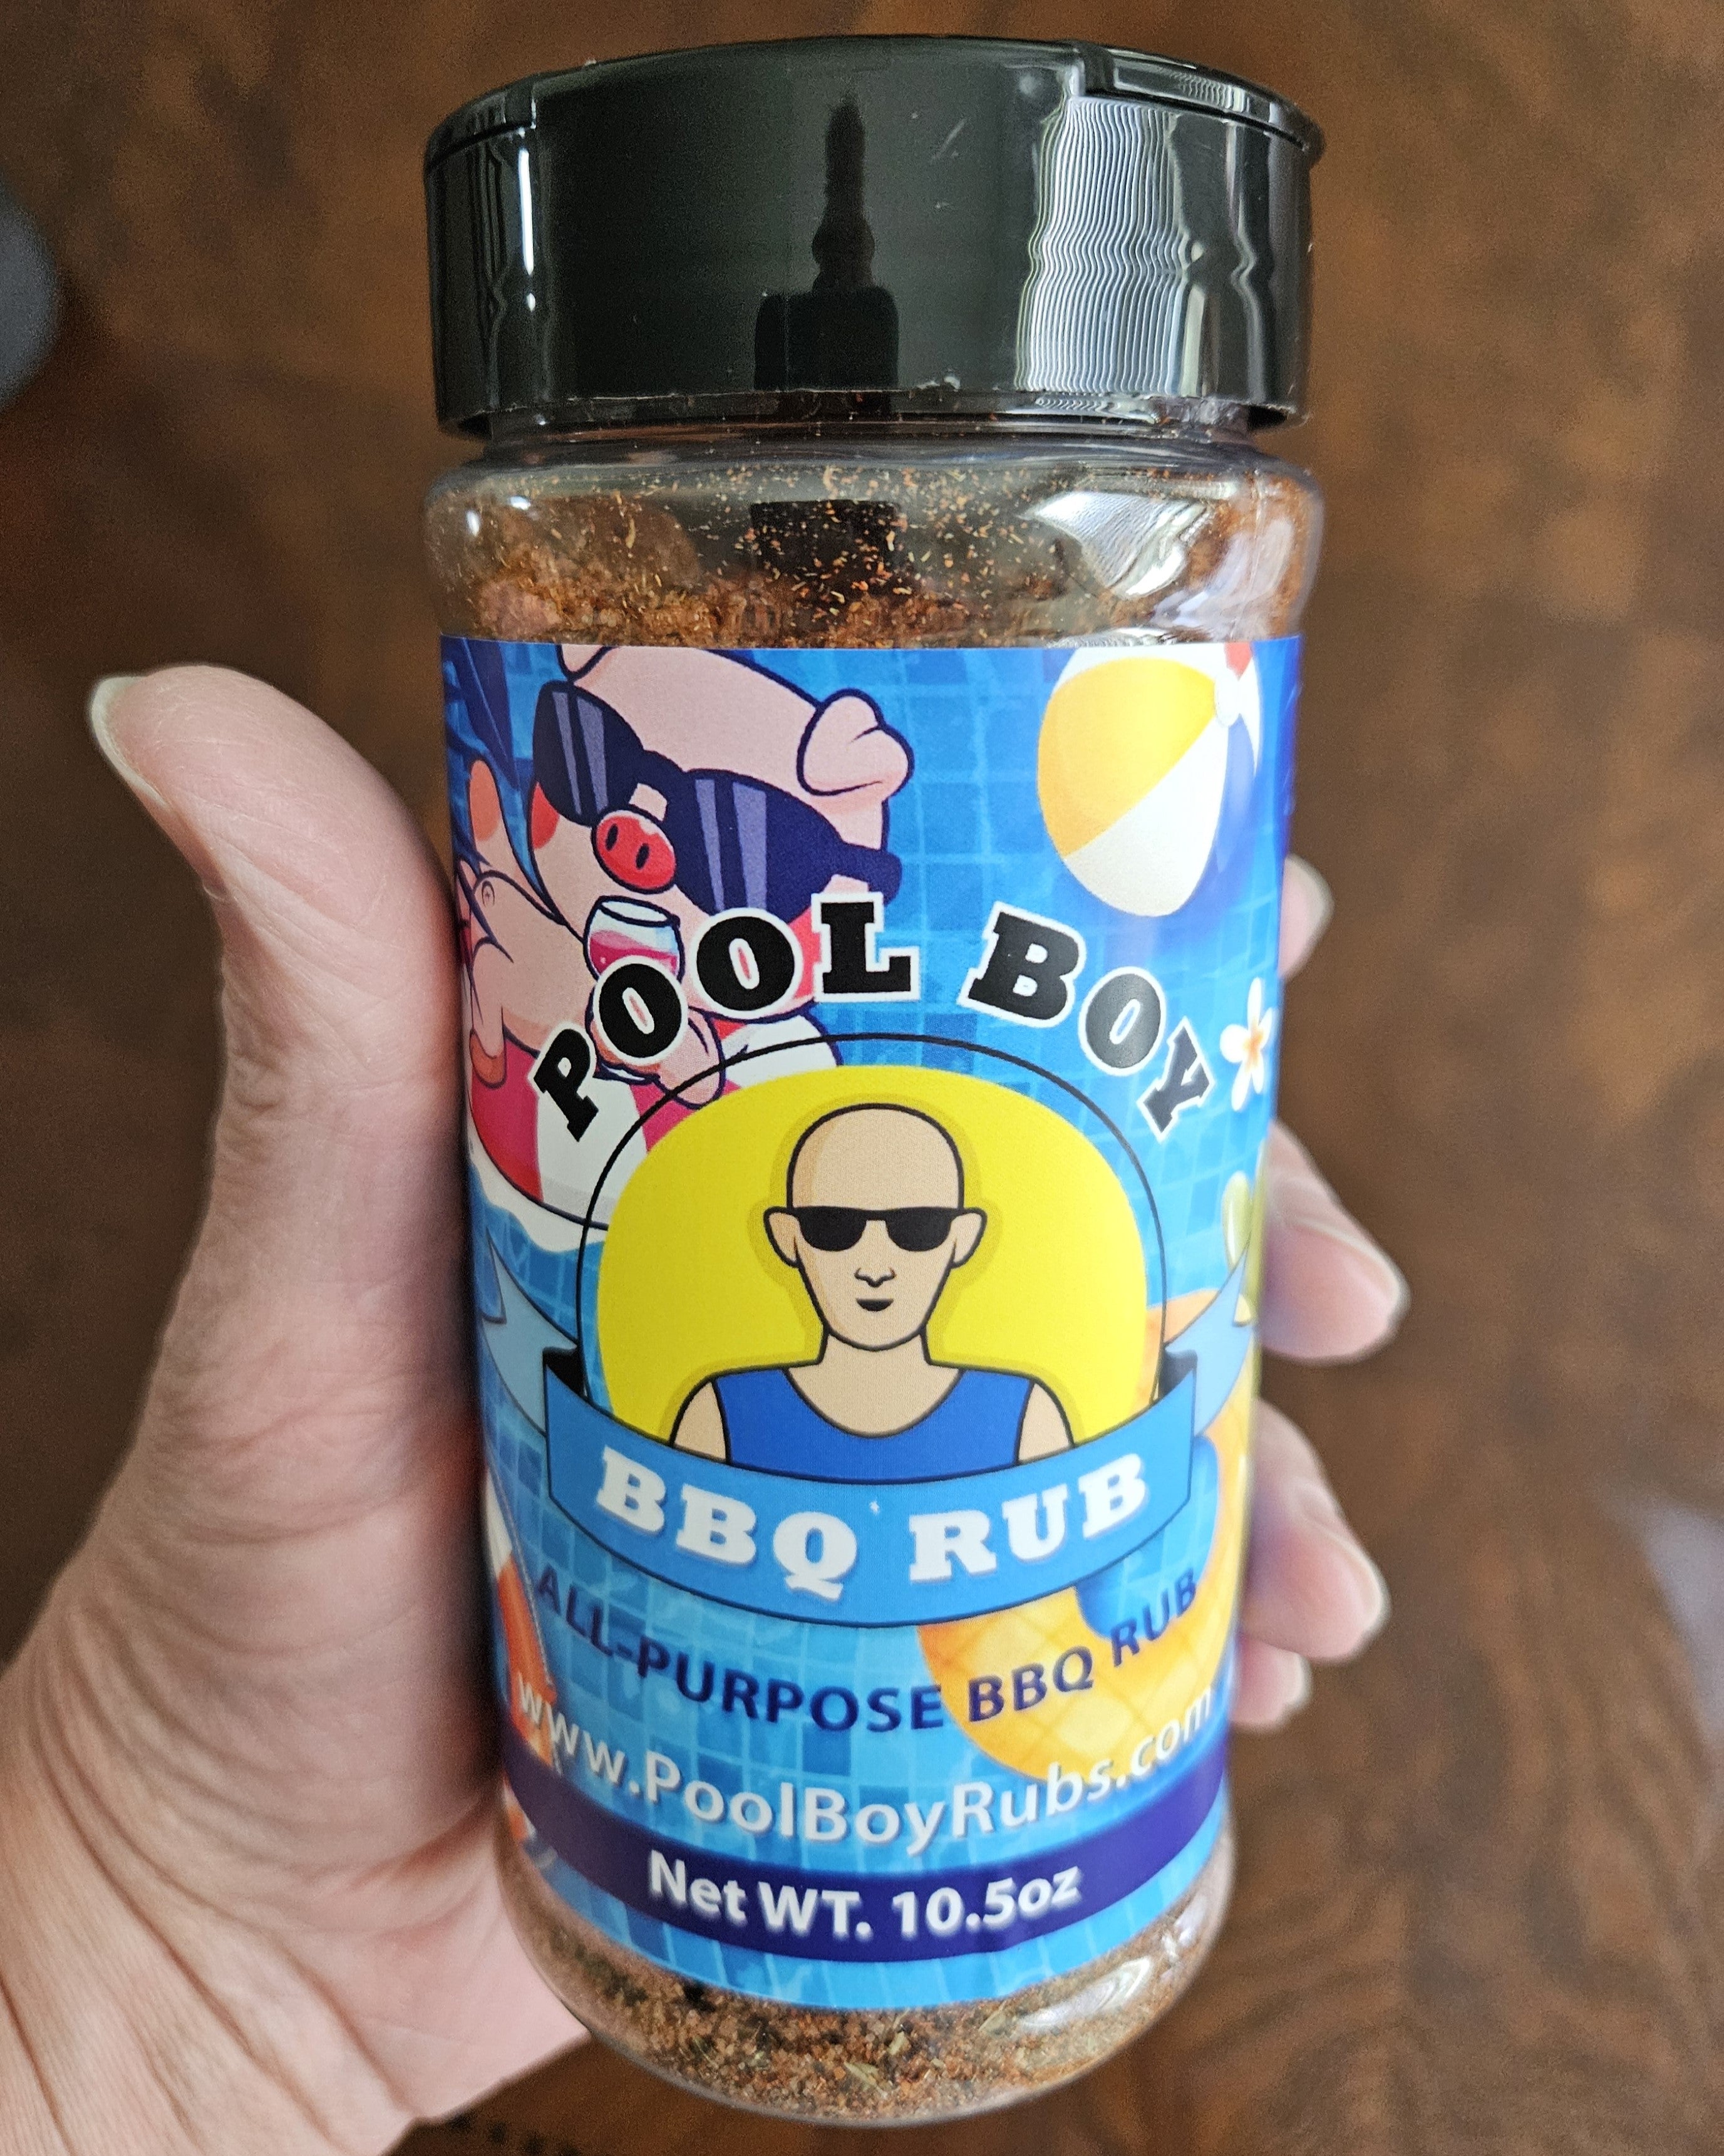 POOL BOY
BBQ RUB
ALL-PURPOSE BBQ RUB
www.PoolBoyRubs.com
Net WT. 10.5oz